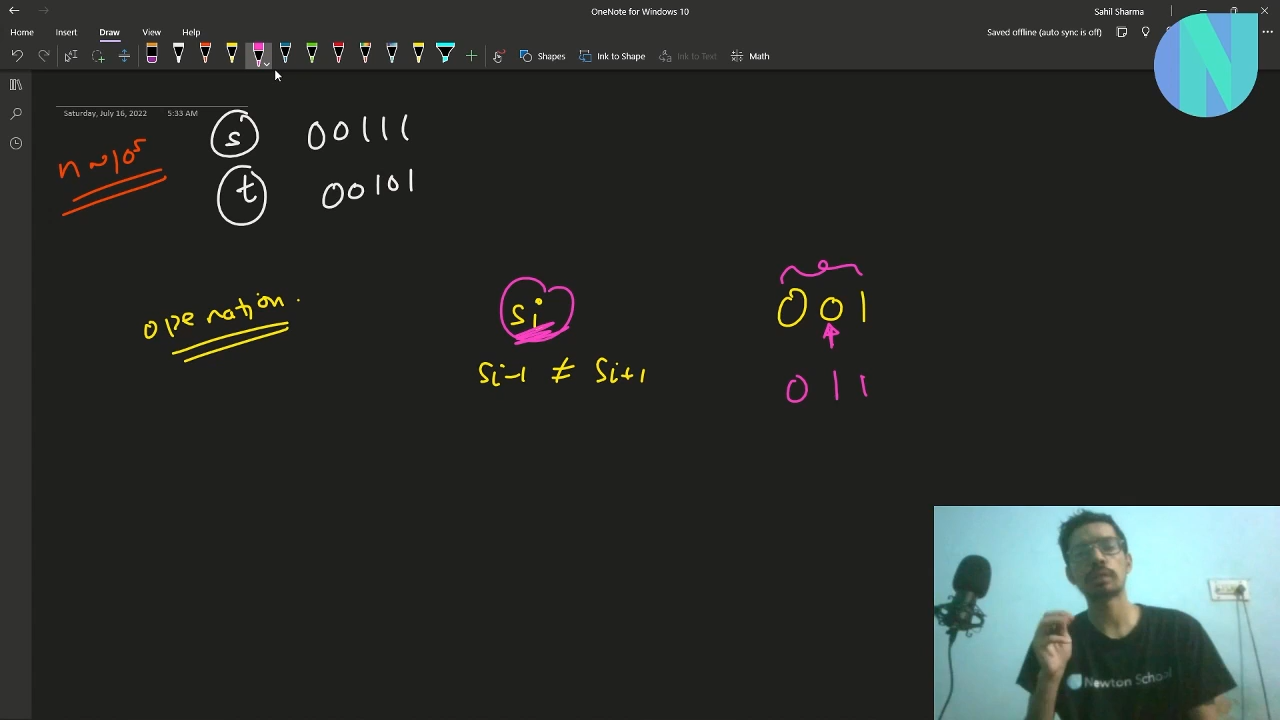 OneNote for Windows 10
Sahil Sharma
Home Insert Draw View Help
Saved offline (auto sync is off)
Shapes Ink to Shape Ink to Text Math
Saturday, July 16, 2022 5:33 AM
n ~ 10^5
s 00111
t 00101
operation.
si
si-1 ≠ si+1
001
011
Newton School